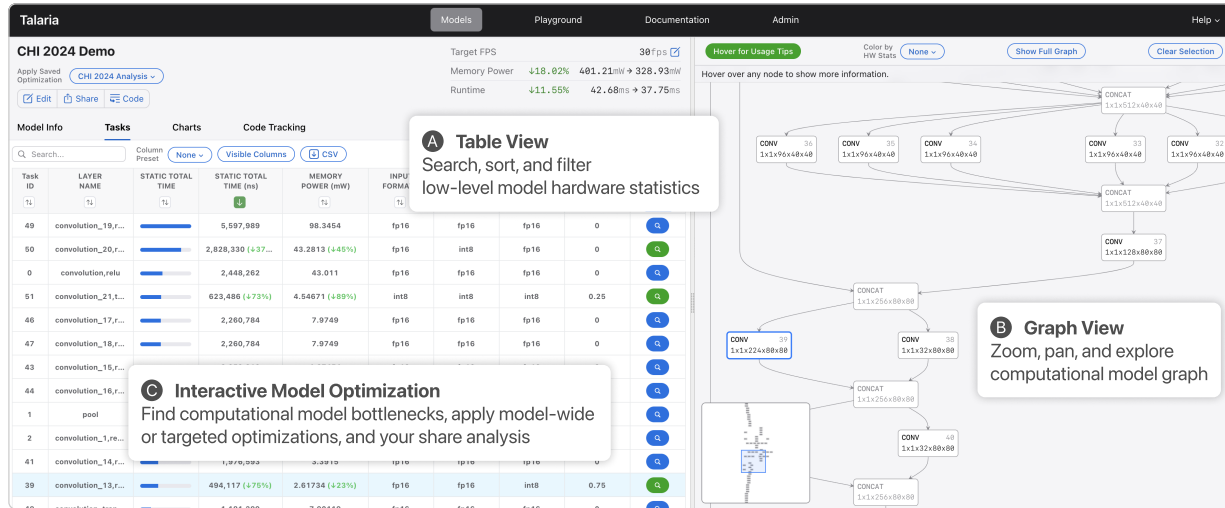 Talaria
Models
Playground
Documentation
Admin
Help
CHI 2024 Demo
Apply Saved
Optimization
CHI 2024 Analysis
Edit
Share
Code
Target FPS
30fps
Memory Power
↓18.02%
401.21mW → 328.93mW
Runtime
↓11.55%
42.68ms → 37.75ms
Model Info
Tasks
Charts
Code Tracking
Search...
Column
Preset
None
Visible Columns
CSV
Task
ID
LAYER
NAME
STATIC TOTAL
TIME
STATIC TOTAL
TIME (ns)
MEMORY
POWER (mW)
49 convolution_19,r... 5,597,989 98.3454 fp16 fp16 fp16 0
50 convolution_20,r... 2,828,330 (↓37... 43.2813 (↓45%) fp16 int8 fp16 0
0 convolution,relu 2,448,262 43.011 fp16 fp16 fp16 0
51 convolution_21,t... 623,486 (↓73%) 4.54671 (↓89%) int8 int8 int8 0.25
46 convolution_17,r... 2,260,784 7.9749 fp16 fp16 fp16 0
47 convolution_18,r... 2,260,784 7.9749 fp16 fp16 fp16 0
43 convolution_15,r...
44 convolution_16,r...
1 pool
2 convolution_1,re...
41 convolution_14,r... fp16 fp16 fp16 0
39 convolution_13,r... 494,117 (↓75%) 2.61734 (↓23%) fp16 fp16 int8 0.75
A Table View
Search, sort, and filter
low-level model hardware statistics
C Interactive Model Optimization
Find computational model bottlenecks, apply model-wide
or targeted optimizations, and your share analysis
Hover for Usage Tips
Color by
HW Stats
None
Show Full Graph
Clear Selection
Hover over any node to show more information.
CONCAT
1x1x512x40x40
CONV 36
1x1x96x40x40
CONV 35
1x1x96x40x40
CONV 34
1x1x96x40x40
CONV 33
1x1x96x40x40
CONV 32
1x1x96x40x40
CONCAT
1x1x512x40x40
CONV 37
1x1x128x80x80
CONCAT
1x1x256x80x80
CONV 39
1x1x224x80x80
CONV 38
1x1x32x80x80
CONCAT
1x1x256x80x80
CONV 40
1x1x32x80x80
CONCAT
1x1x256x80x80
B Graph View
Zoom, pan, and explore
computational model graph